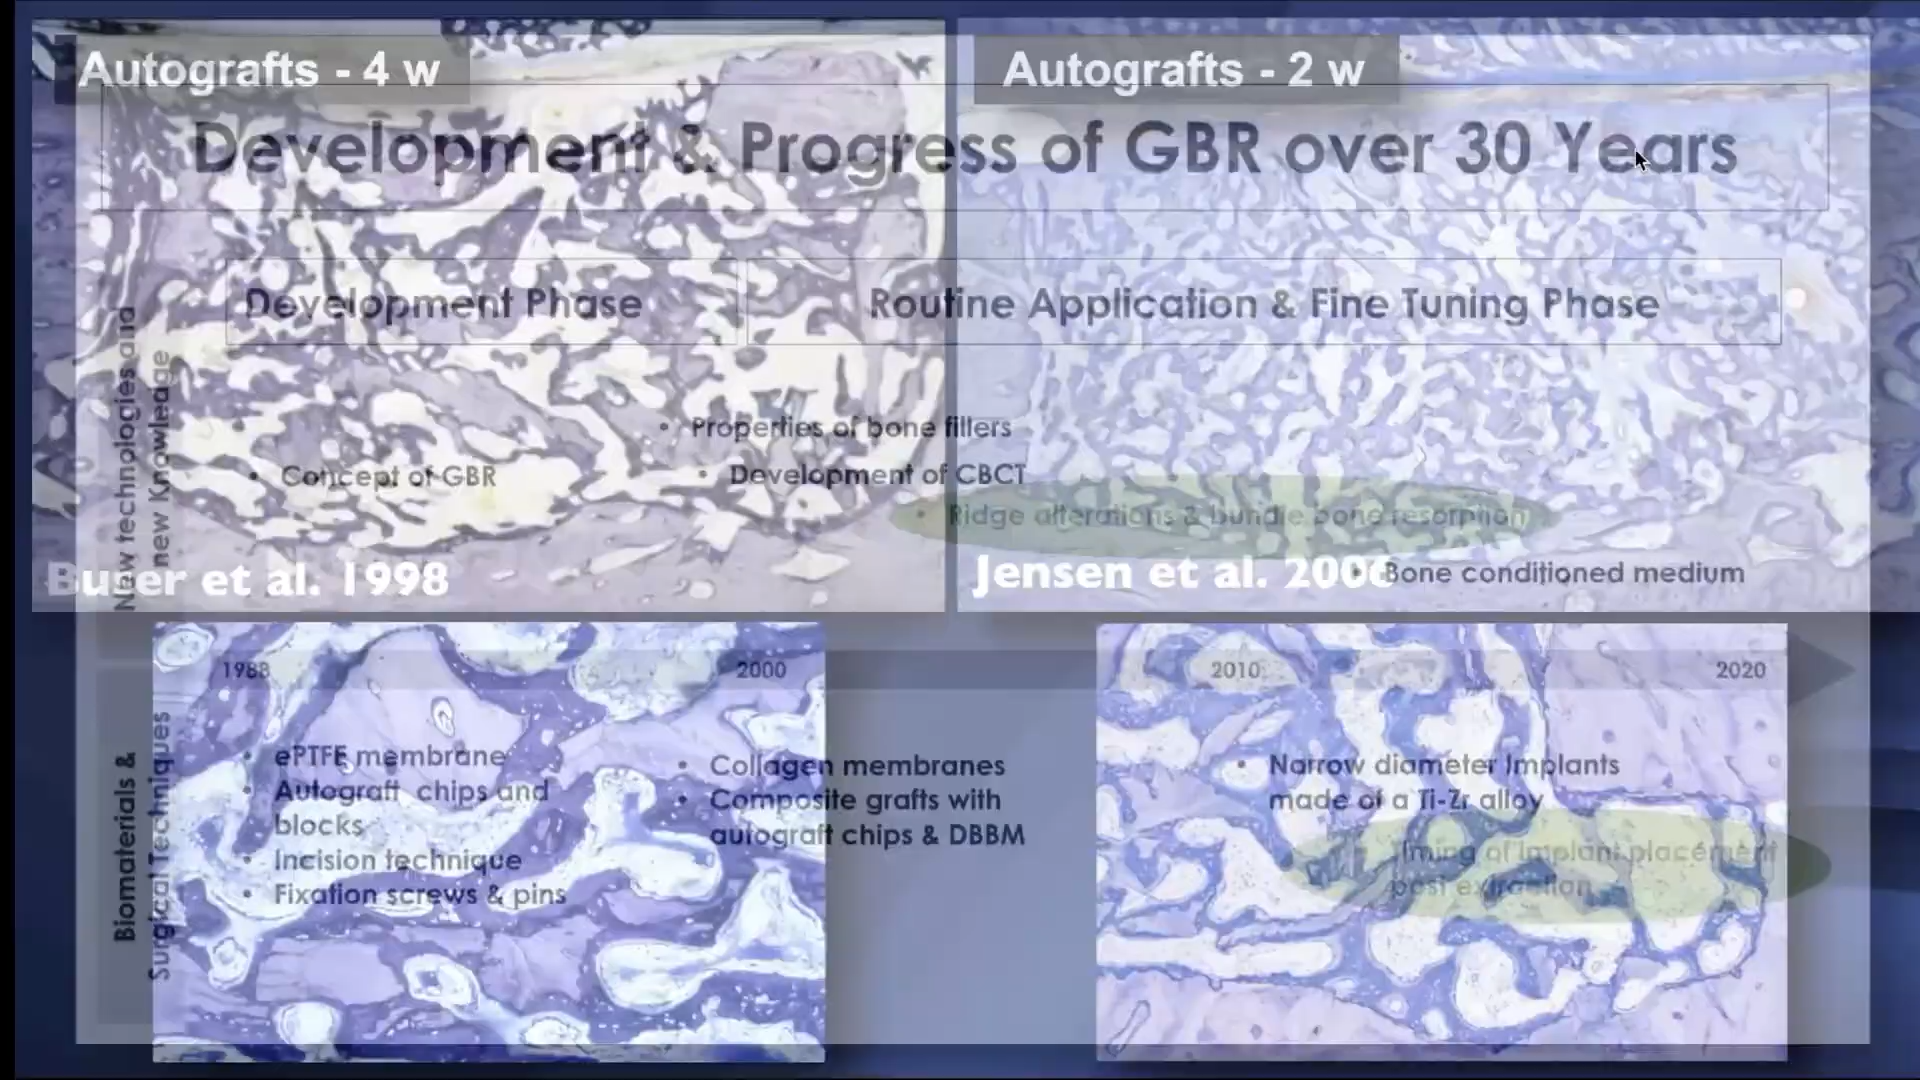 Autografts - 4 w
Autografts - 2 w
Development & Progress of GBR over 30 Years
Development Phase
Routine Application & Fine Tuning Phase
New technologies and
new Knowledge
• Properties of bone fillers
• Concept of GBR
• Development of CBCT
• Ridge alterations & bundle bone resorption
Buser et al. 1998
Jensen et al. 2006
• Bone conditioned medium
1988
2000
2010
2020
Biomaterials &
Surgical Techniques
• ePTFE membrane
• Autograft chips and
blocks
• Incision technique
• Fixation screws & pins
• Collagen membranes
• Composite grafts with
autograft chips & DBBM
• Narrow diameter Implants
made of a Ti-Zr alloy
• Timing of Implant placement
post extraction